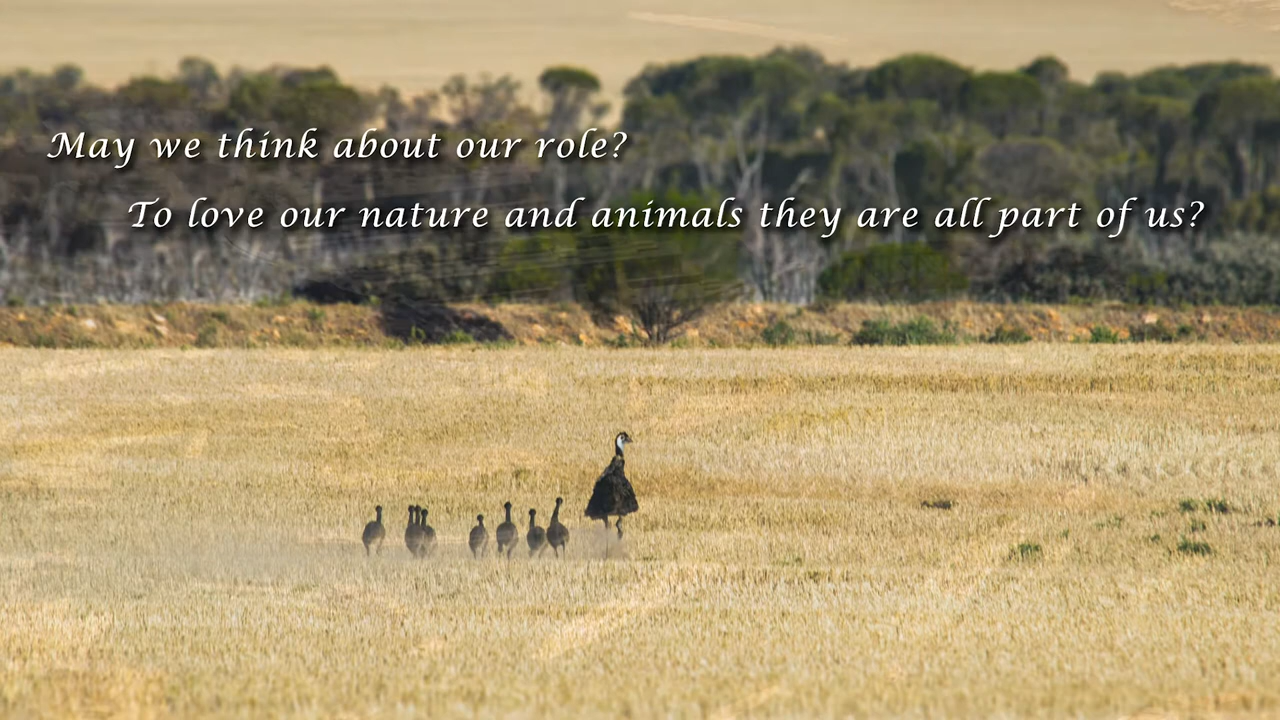 May we think about our role?
To love our nature and animals they are all part of us?